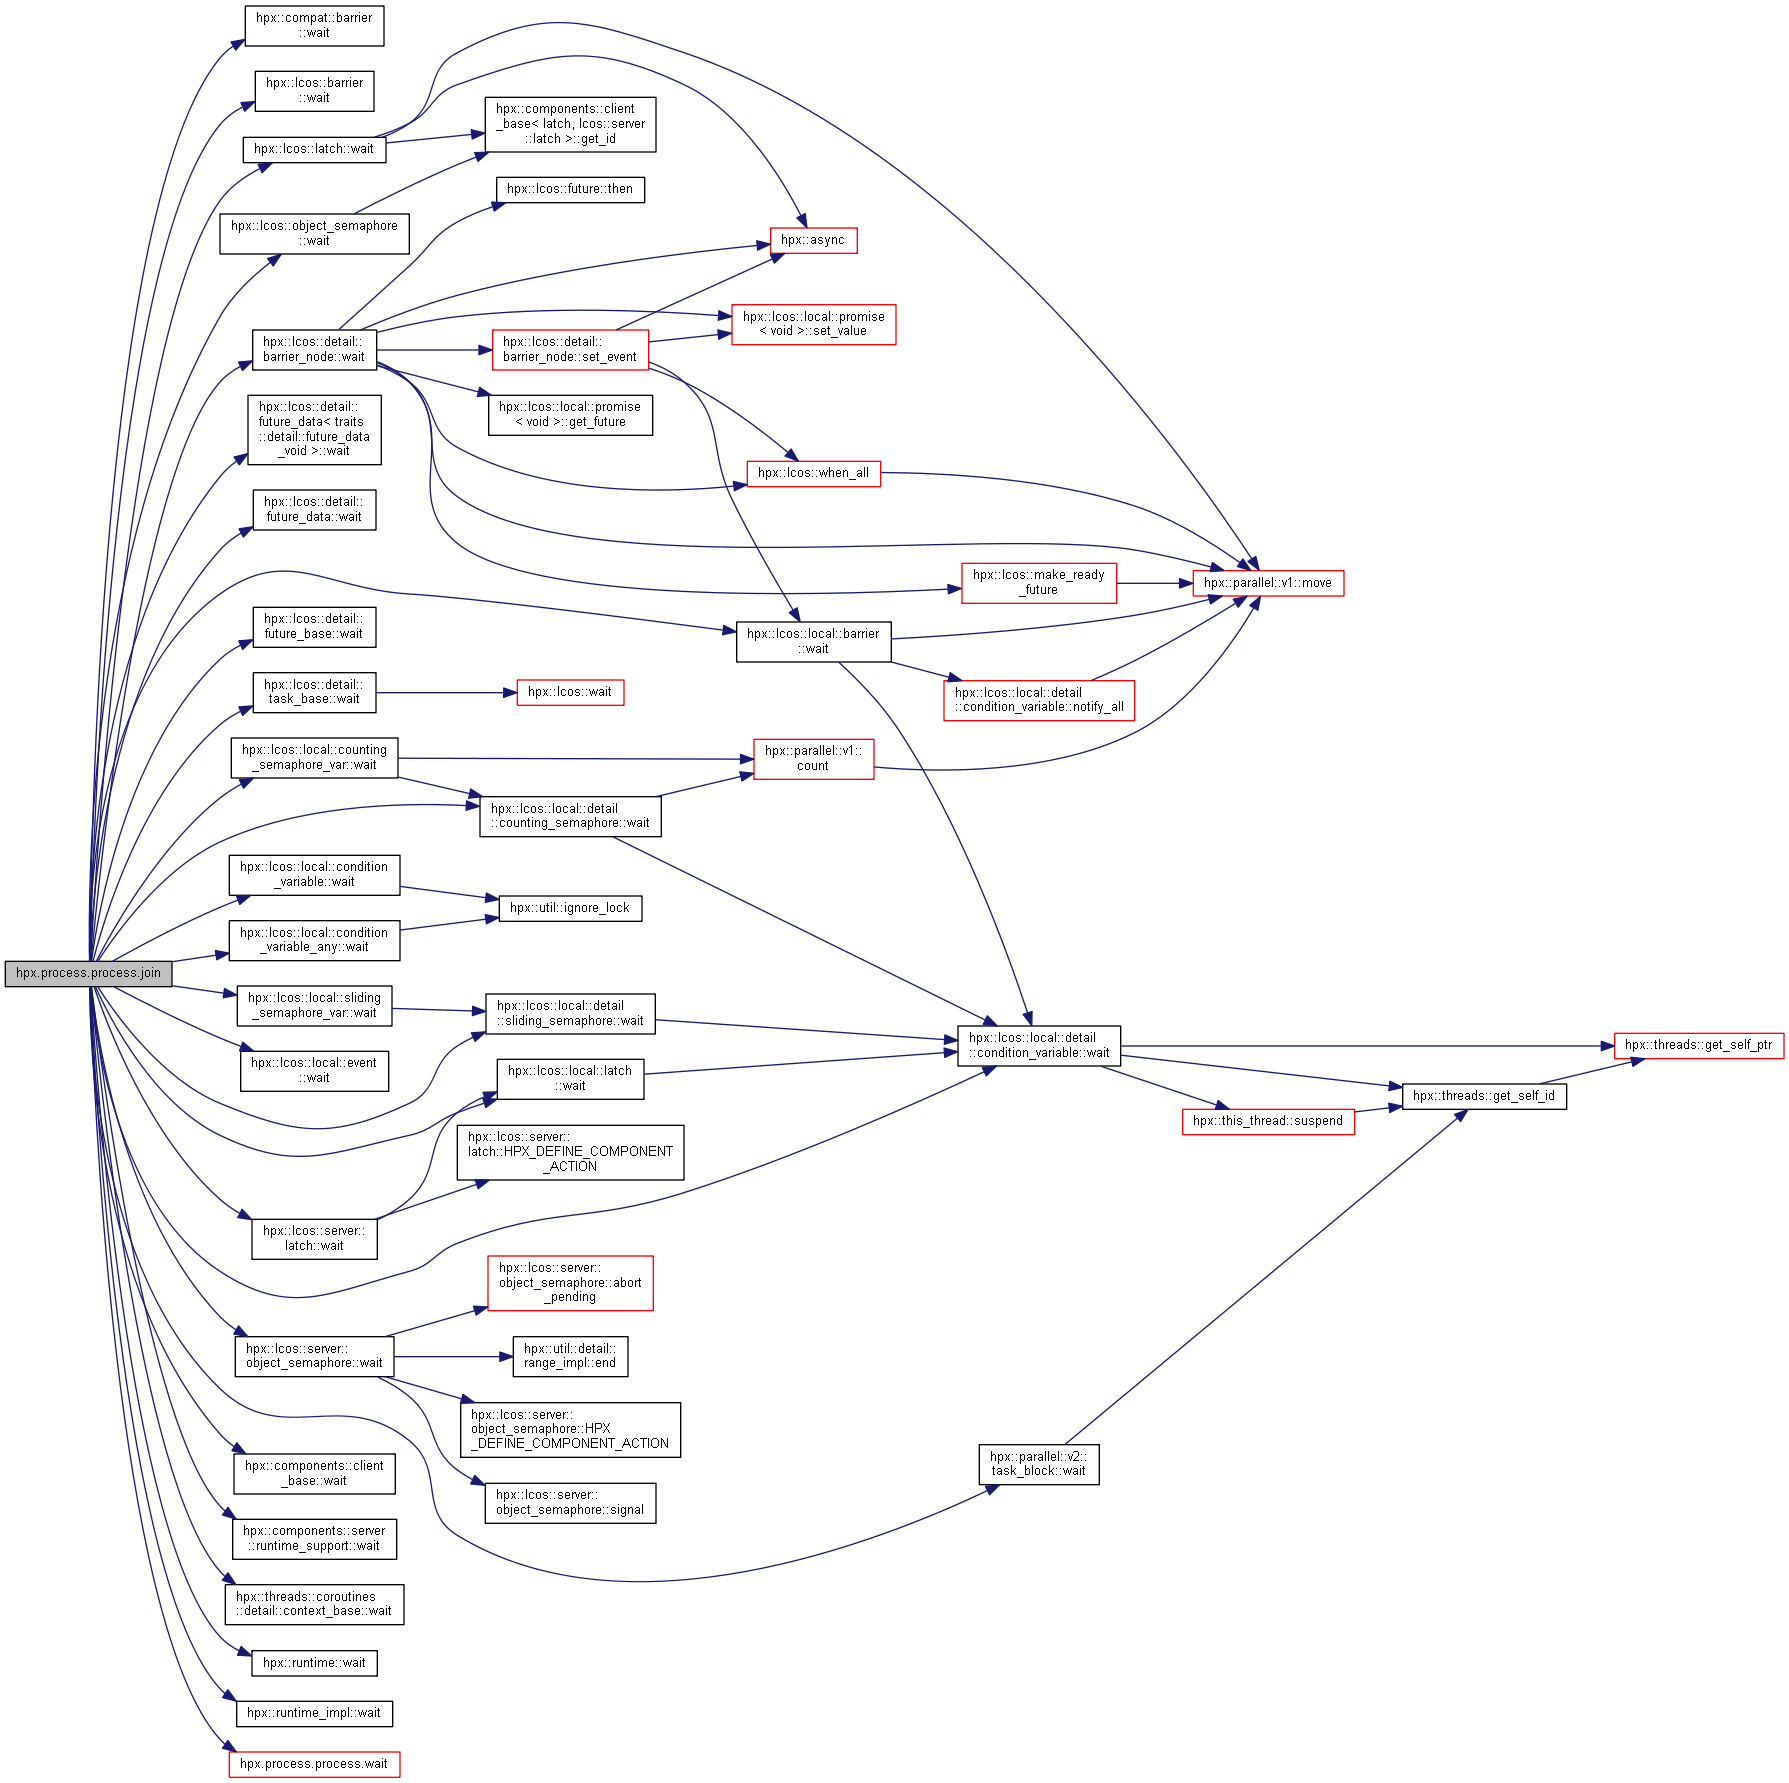 hpx.process.process.join
hpx::compat::barrier
::wait
hpx::lcos::barrier
::wait
hpx::lcos::latch::wait
hpx::lcos::object_semaphore
::wait
hpx::lcos::detail::
barrier_node::wait
hpx::lcos::detail::
future_data< traits
::detail::future_data
_void >::wait
hpx::lcos::detail::
future_data::wait
hpx::lcos::detail::
future_base::wait
hpx::lcos::detail::
task_base::wait
hpx::lcos::local::counting
_semaphore_var::wait
hpx::lcos::local::condition
_variable::wait
hpx::lcos::local::condition
_variable_any::wait
hpx::lcos::local::sliding
_semaphore_var::wait
hpx::lcos::local::event
::wait
hpx::lcos::server::
latch::wait
hpx::lcos::server::
object_semaphore::wait
hpx::components::client
_base::wait
hpx::components::server
::runtime_support::wait
hpx::threads::coroutines
::detail::context_base::wait
hpx::runtime::wait
hpx::runtime_impl::wait
hpx.process.process.wait
hpx::components::client
_base< latch, lcos::server
::latch >::get_id
hpx::lcos::future::then
hpx::lcos::detail::
barrier_node::set_event
hpx::lcos::local::promise
< void >::get_future
hpx::lcos::wait
hpx::lcos::local::detail
::counting_semaphore::wait
hpx::util::ignore_lock
hpx::lcos::local::detail
::sliding_semaphore::wait
hpx::lcos::local::latch
::wait
hpx::lcos::server::
latch::HPX_DEFINE_COMPONENT
_ACTION
hpx::lcos::server::
object_semaphore::abort
_pending
hpx::util::detail::
range_impl::end
hpx::lcos::server::
object_semaphore::HPX
_DEFINE_COMPONENT_ACTION
hpx::lcos::server::
object_semaphore::signal
hpx::async
hpx::lcos::local::promise
< void >::set_value
hpx::lcos::when_all
hpx::lcos::local::barrier
::wait
hpx::parallel::v1::
count
hpx::lcos::make_ready
_future
hpx::lcos::local::detail
::condition_variable::notify_all
hpx::lcos::local::detail
::condition_variable::wait
hpx::parallel::v2::
task_block::wait
hpx::parallel::v1::move
hpx::this_thread::suspend
hpx::threads::get_self_id
hpx::threads::get_self_ptr